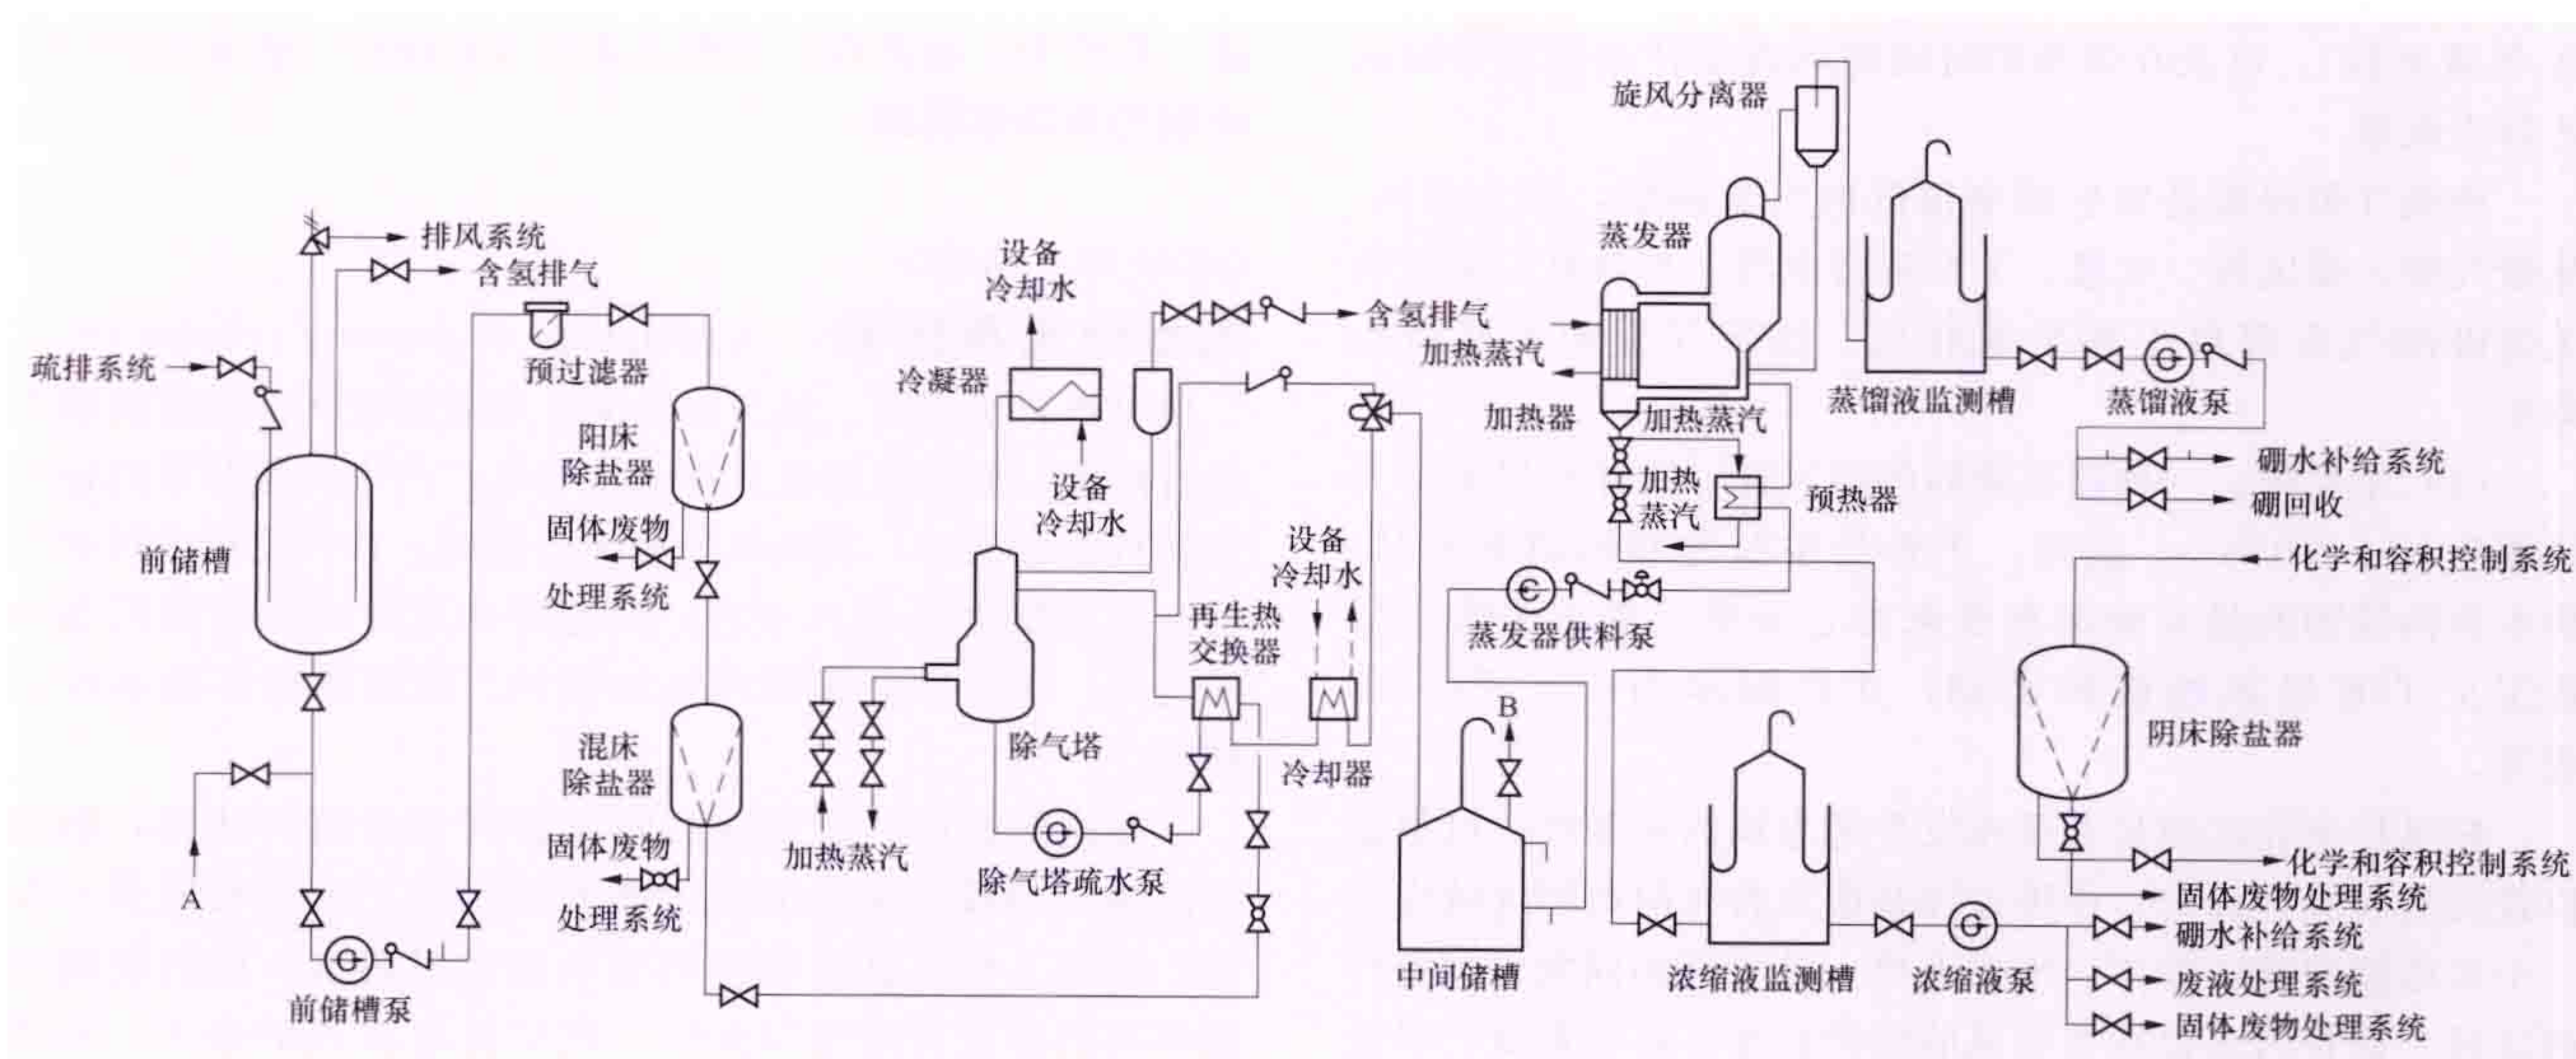 旋风分离器
排风系统
含氢排气
疏排系统
预过滤器
阳床
除盐器
固体废物
处理系统
前储槽
A
前储槽泵
混床
除盐器
固体废物
处理系统
设备
冷却水
冷凝器
设备
冷却水
含氢排气
加热蒸汽
除气塔
加热蒸汽
除气塔疏水泵
再生热
交换器
设备
冷却水
冷却器
蒸发器
加热器
加热蒸汽
加热
蒸汽
预热器
蒸发器供料泵
B
中间储槽
蒸馏液监测槽
蒸馏液泵
硼水补给系统
硼回收
化学和容积控制系统
阴床除盐器
化学和容积控制系统
固体废物处理系统
浓缩液监测槽
浓缩液泵
硼水补给系统
废液处理系统
固体废物处理系统